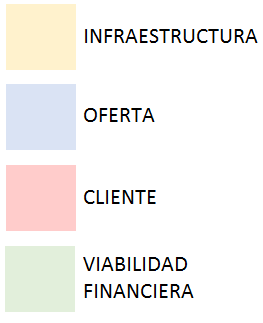 INFRAESTRUCTURA
OFERTA
CLIENTE
VIABILIDAD
FINANCIERA